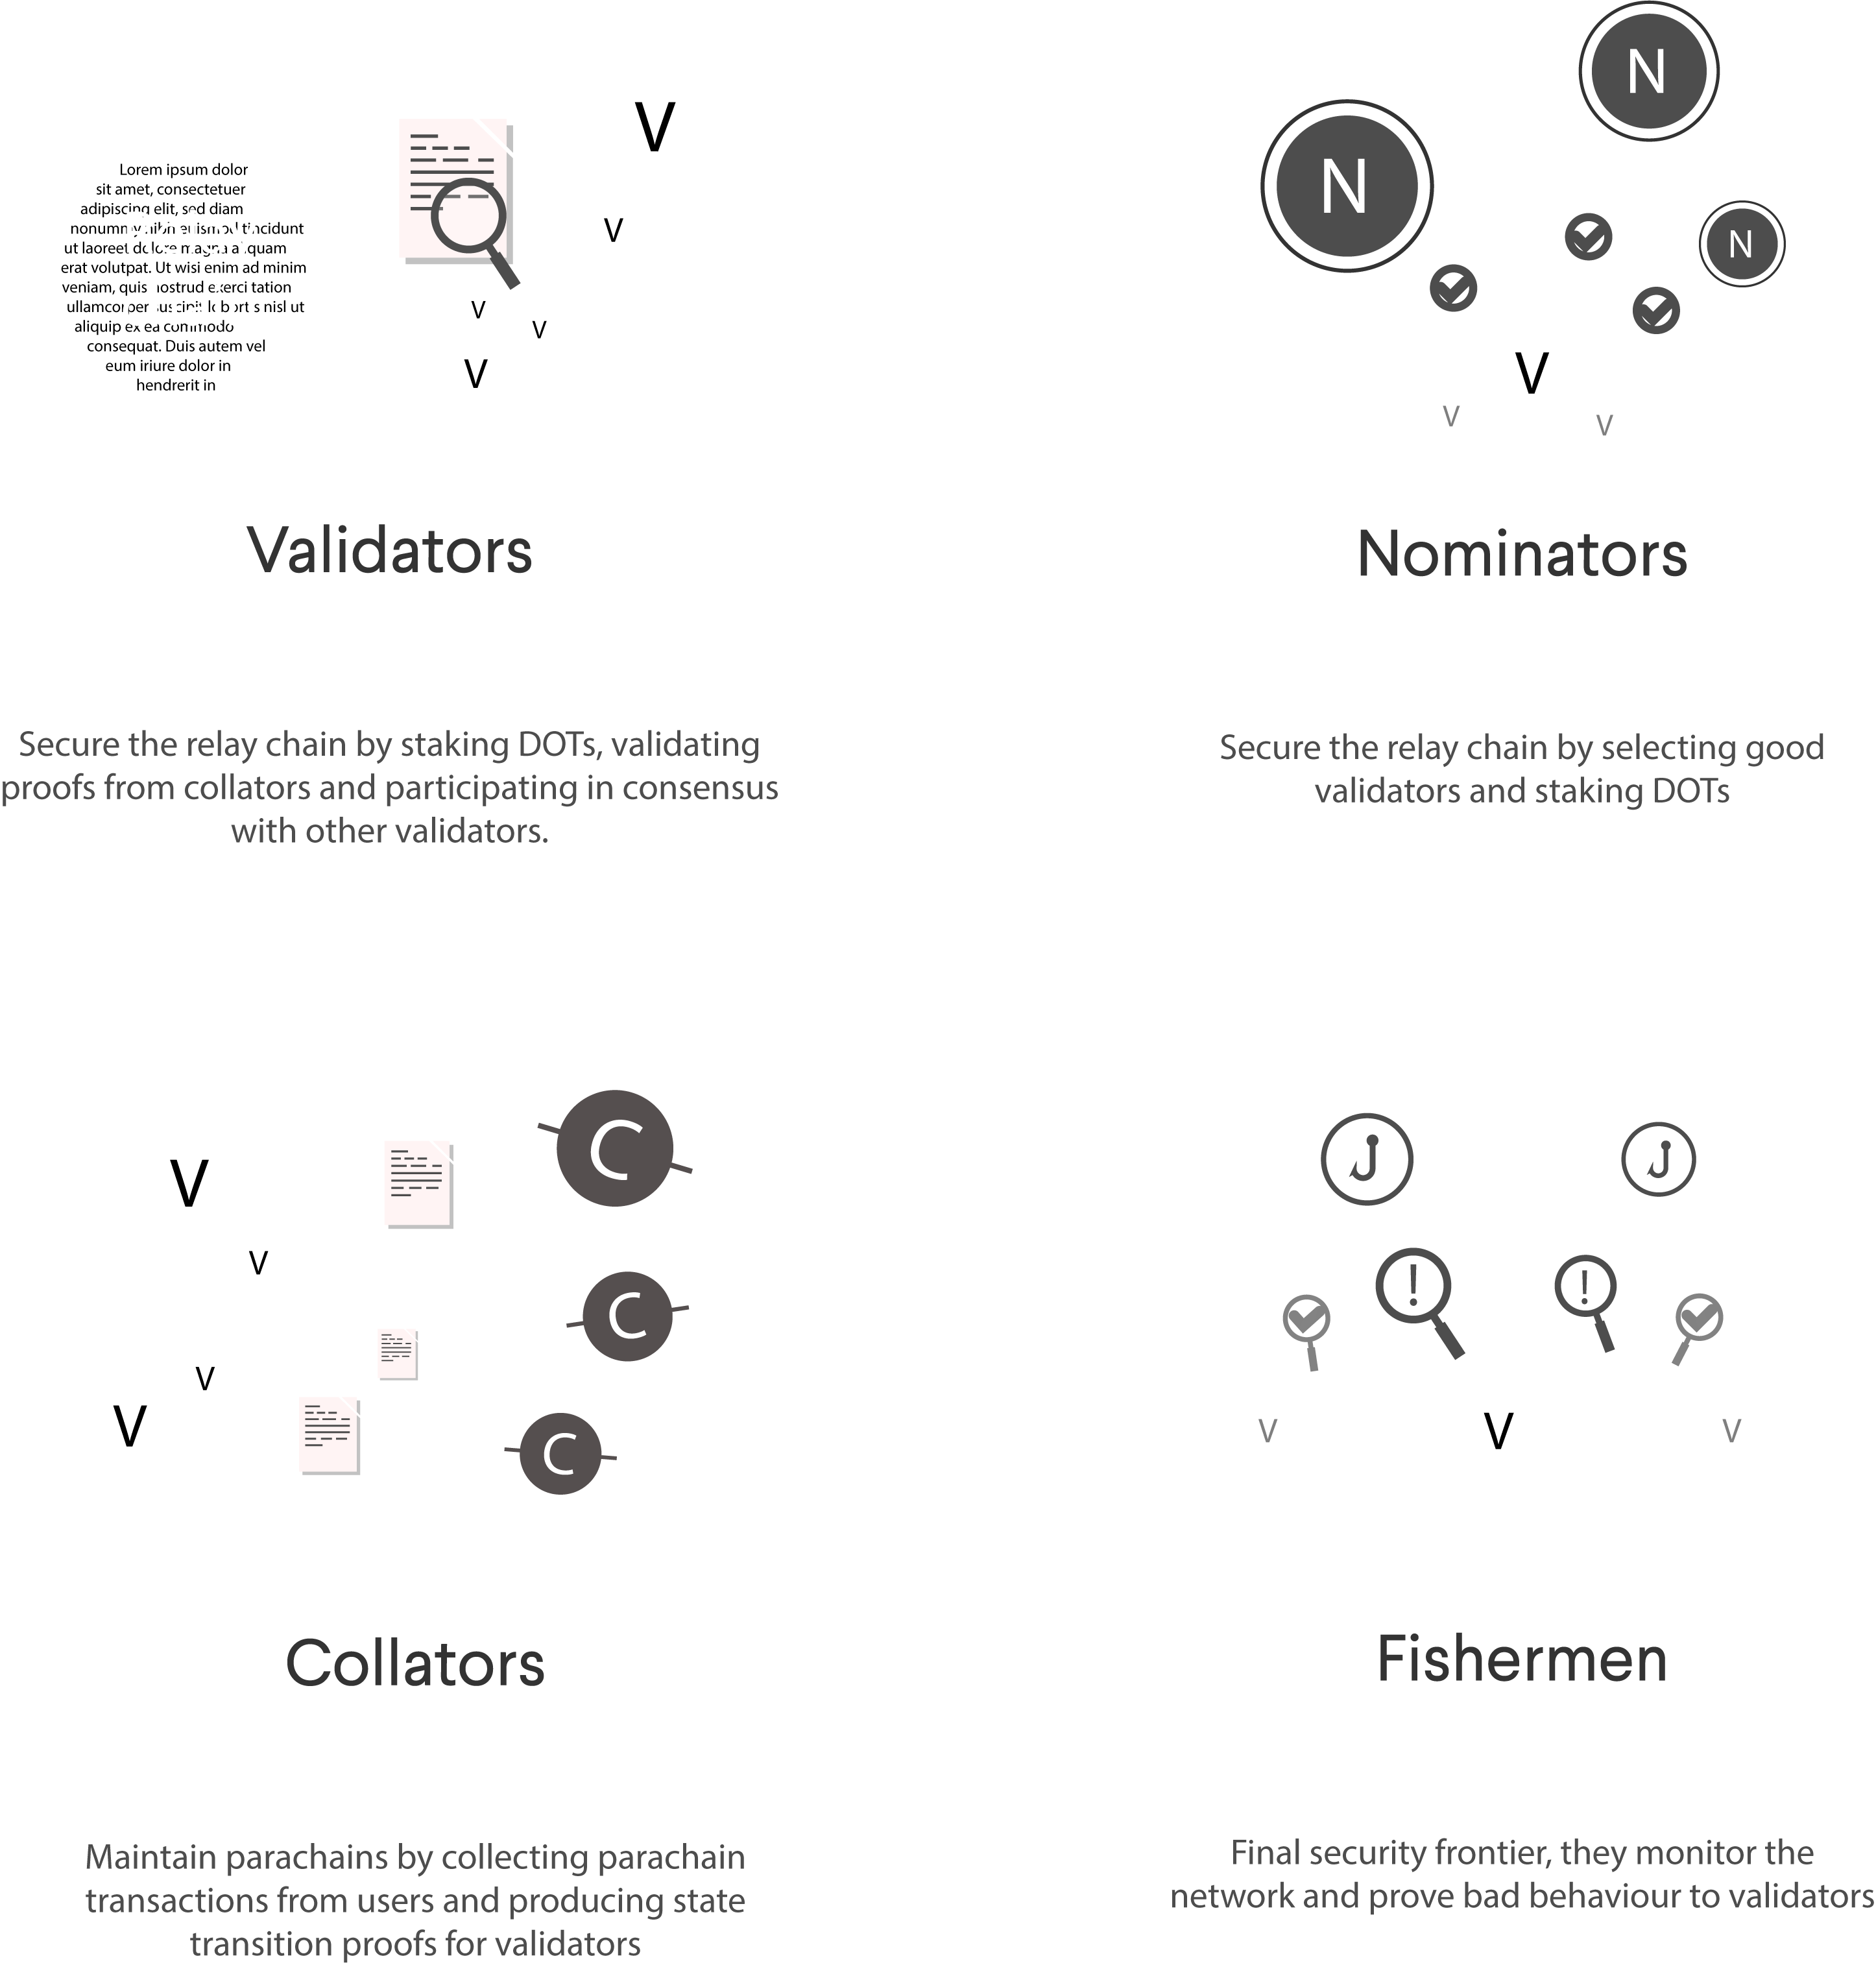 Lorem ipsum dolor
sit amet, consectetuer
adipiscing elit, sed diam
nonummy nibh euismod tincidunt
ut laoreet dolore magna aliquam
erat volutpat. Ut wisi enim ad minim
veniam, quis nostrud exerci tation
ullamcorper suscipit lobortis nisl ut
aliquip ex ea commodo
consequat. Duis autem vel
eum iriure dolor in
hendrerit in
V
V
V
V
V
Validators
Secure the relay chain by staking DOTs, validating
proofs from collators and participating in consensus
with other validators.
N
N
N
V
V
V
Nominators
Secure the relay chain by selecting good
validators and staking DOTs
V
V
V
V
C
C
C
Collators
Maintain parachains by collecting parachain
transactions from users and producing state
transition proofs for validators
!
!
V
V
V
Fishermen
Final security frontier, they monitor the
network and prove bad behaviour to validators